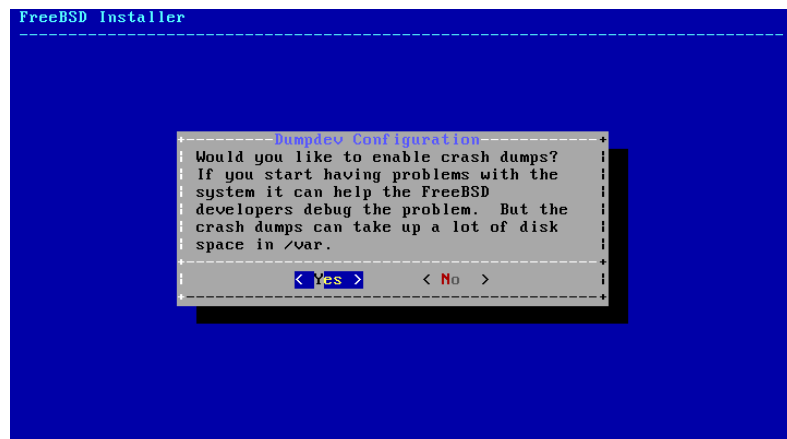 FreeBSD Installer
Dumpdev Configuration
Would you like to enable crash dumps?
If you start having problems with the
system it can help the FreeBSD
developers debug the problem.  But the
crash dumps can take up a lot of disk
space in /var.
< Yes > < No >